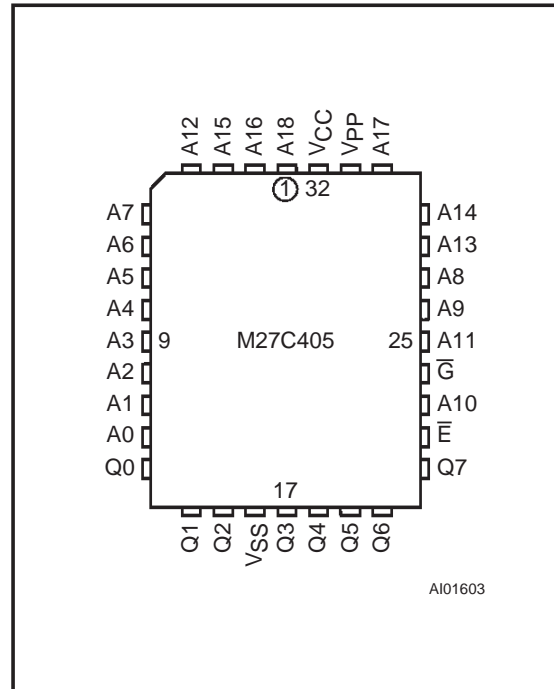 A12 A15 A16 A18 VCC VPP A17
1 32
A7 A14
A6 A13
A5 A8
A4 A9
A3 9 M27C405 25 A11
A2 G̅
A1 A10
A0 E̅
Q0 Q7
17
Q1 Q2 VSS Q3 Q4 Q5 Q6
AI01603